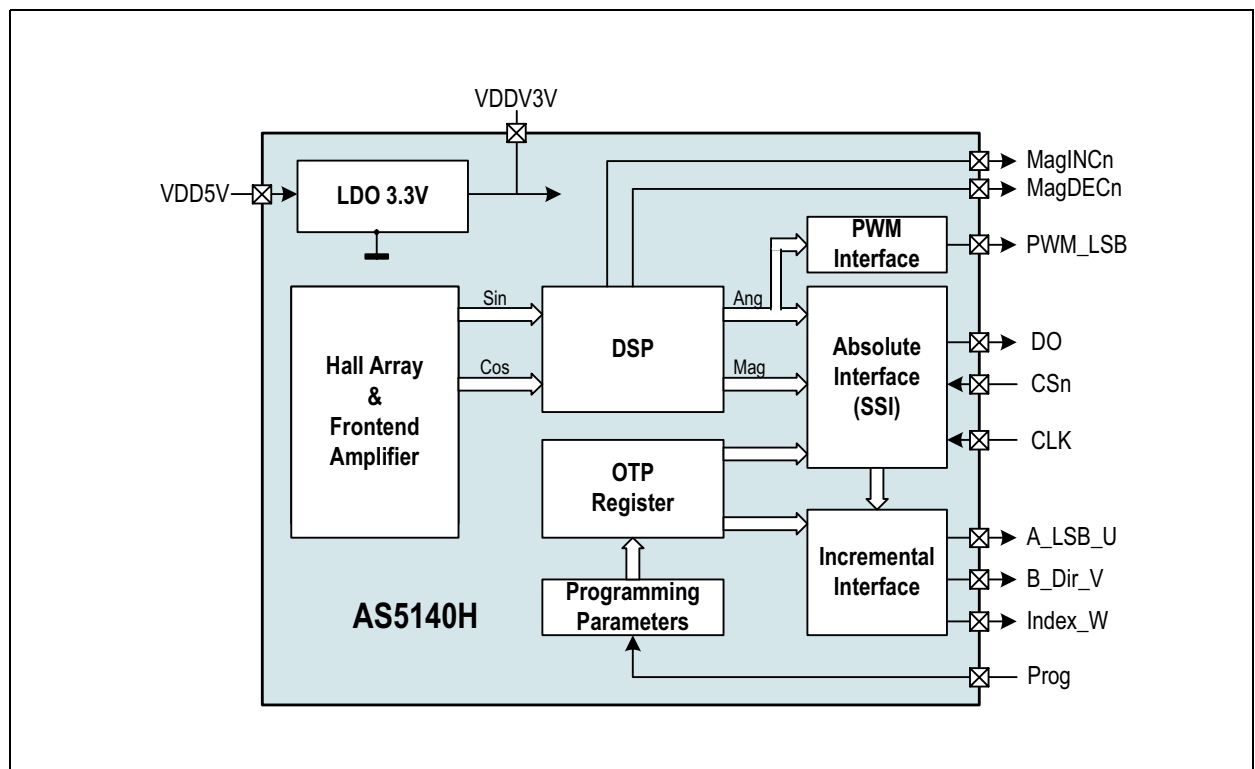 VDDV3V
VDD5V
LDO 3.3V
MagINCn
MagDECn
PWM
Interface
PWM_LSB
Hall Array
&
Frontend
Amplifier
Sin
Cos
DSP
Ang
Mag
Absolute
Interface
(SSI)
DO
CSn
CLK
OTP
Register
Programming
Parameters
Incremental
Interface
A_LSB_U
B_Dir_V
Index_W
Prog
AS5140H